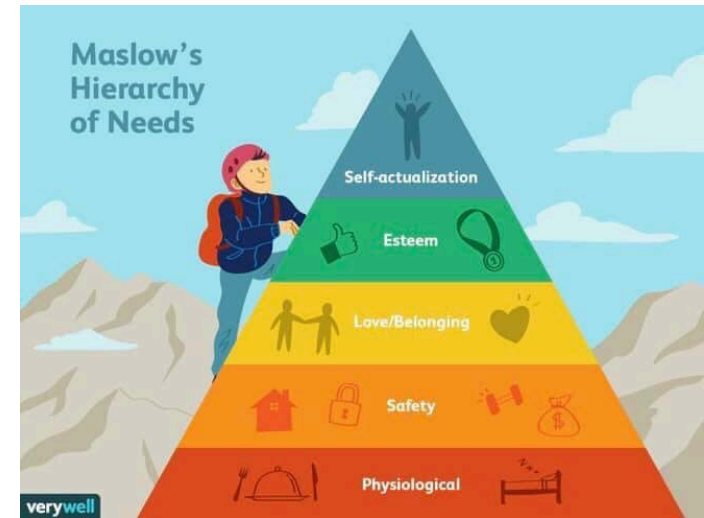 Maslow's
Hierarchy
of Needs
Self-actualization
Esteem
Love/Belonging
Safety
Physiological
verywell